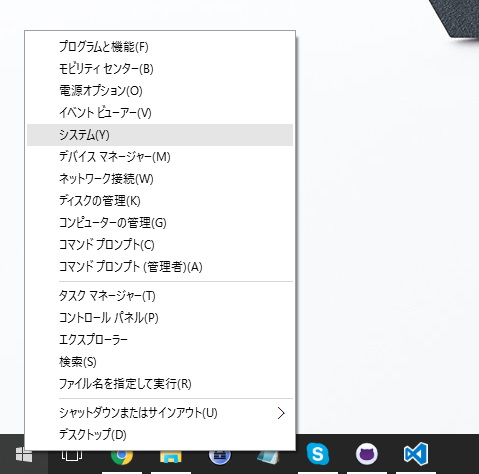 プログラムと機能(F)
モビリティ センター(B)
電源オプション(O)
イベント ビューアー(V)
システム(Y)
デバイス マネージャー(M)
ネットワーク接続(W)
ディスクの管理(K)
コンピューターの管理(G)
コマンド プロンプト(C)
コマンド プロンプト (管理者)(A)
タスク マネージャー(T)
コントロール パネル(P)
エクスプローラー
検索(S)
ファイル名を指定して実行(R)
シャットダウンまたはサインアウト(U)
デスクトップ(D)